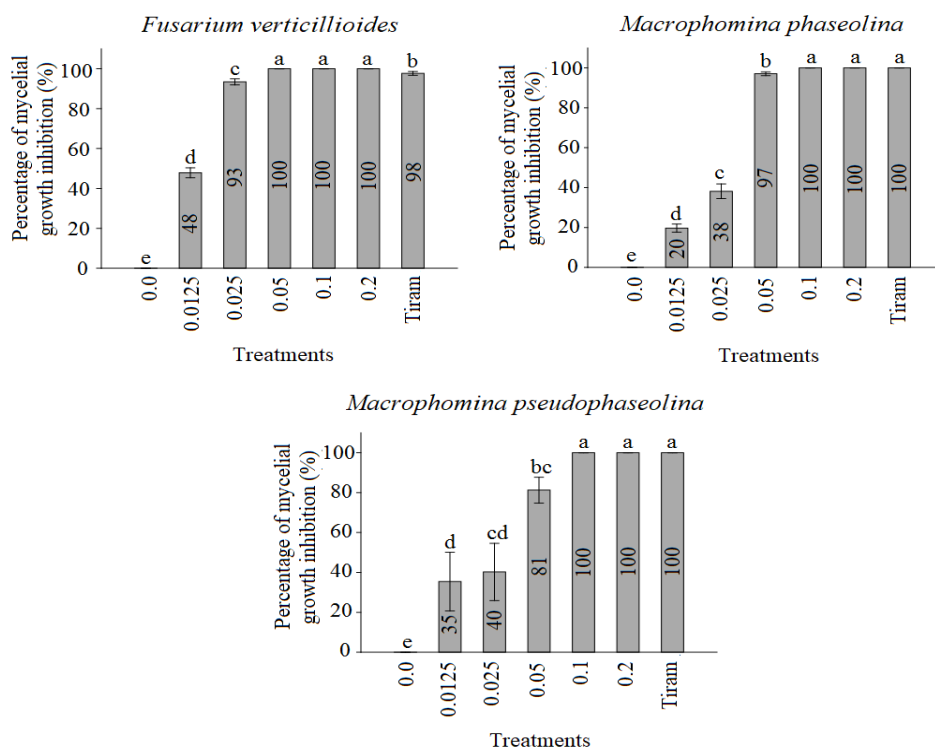 Fusarium verticillioides
Percentage of mycelial
growth inhibition (%)
100
80
60
40
20
0
e
d
c
a
a
a
b
48
93
100
100
100
98
0.0
0.0125
0.025
0.05
0.1
0.2
Tiram
Treatments
Macrophomina phaseolina
Percentage of mycelial
growth inhibition (%)
100
80
60
40
20
0
e
d
c
b
a
a
a
20
38
97
100
100
100
0.0
0.0125
0.025
0.05
0.1
0.2
Tiram
Treatments
Macrophomina pseudophaseolina
Percentage of mycelial
growth inhibition (%)
100
80
60
40
20
0
e
d
cd
bc
a
a
a
35
40
81
100
100
100
0.0
0.0125
0.025
0.05
0.1
0.2
Tiram
Treatments